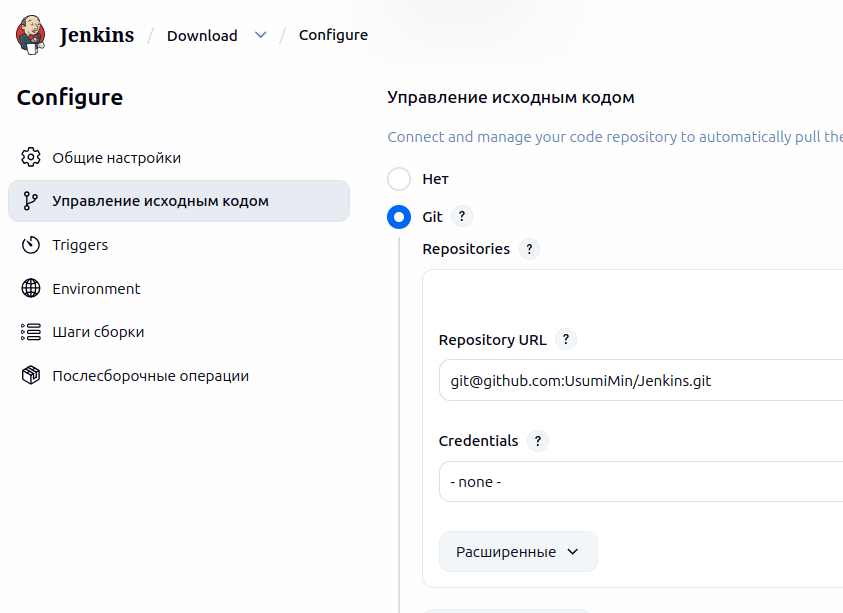 Jenkins / Download / Configure
Configure
Общие настройки
Управление исходным кодом
Triggers
Environment
Шаги сборки
Послесборочные операции
Управление исходным кодом
Connect and manage your code repository to automatically pull the
Нет
Git ?
Repositories ?
Repository URL ?
git@github.com:UsumiMin/Jenkins.git
Credentials ?
- none -
Расширенные